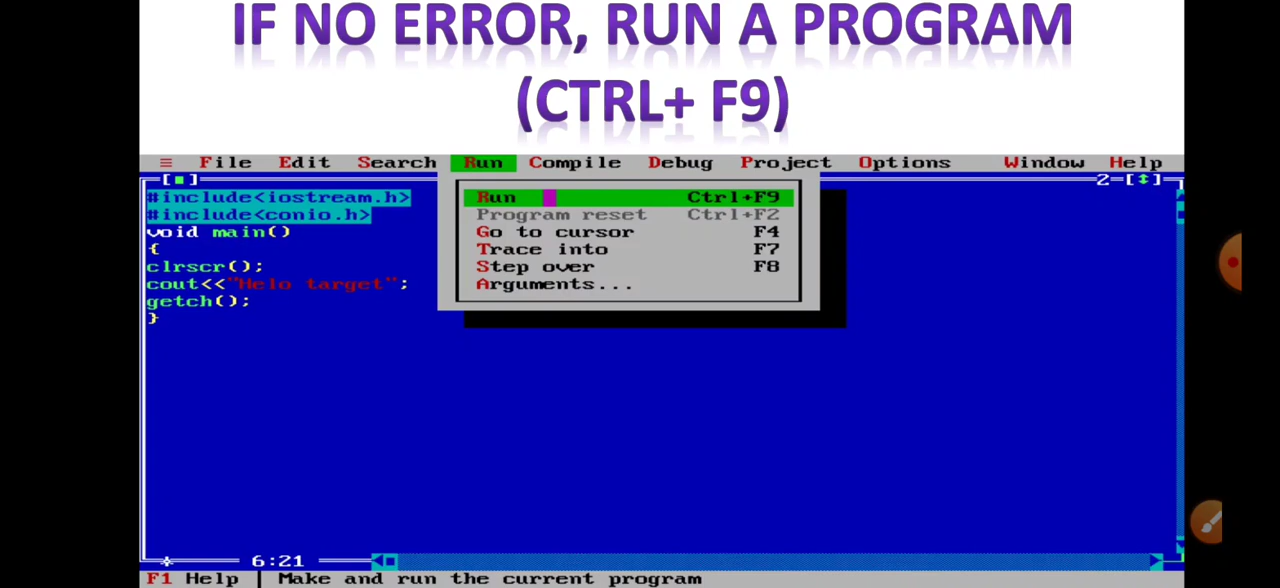 IF NO ERROR, RUN A PROGRAM
(CTRL+ F9)
≡ File Edit Search Run Compile Debug Project Options Window Help
[■] 2=[↕]
#include<iostream.h>
#include<conio.h>
void main()
{
clrscr();
cout<<"Helo target";
getch();
}
Run Ctrl+F9
Program reset Ctrl+F2
Go to cursor F4
Trace into F7
Step over F8
Arguments...
* 6:21
F1 Help | Make and run the current program